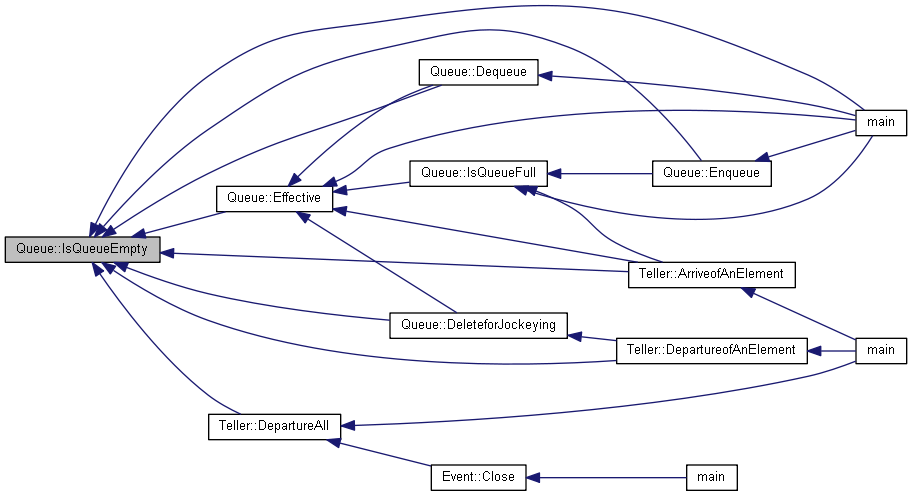 Queue::Dequeue
main
Queue::IsQueueFull
Queue::Enqueue
Queue::Effective
Queue::IsQueueEmpty
Teller::ArriveofAnElement
Queue::DeleteforJockeying
Teller::DepartureofAnElement
main
Teller::DepartureAll
Event::Close
main